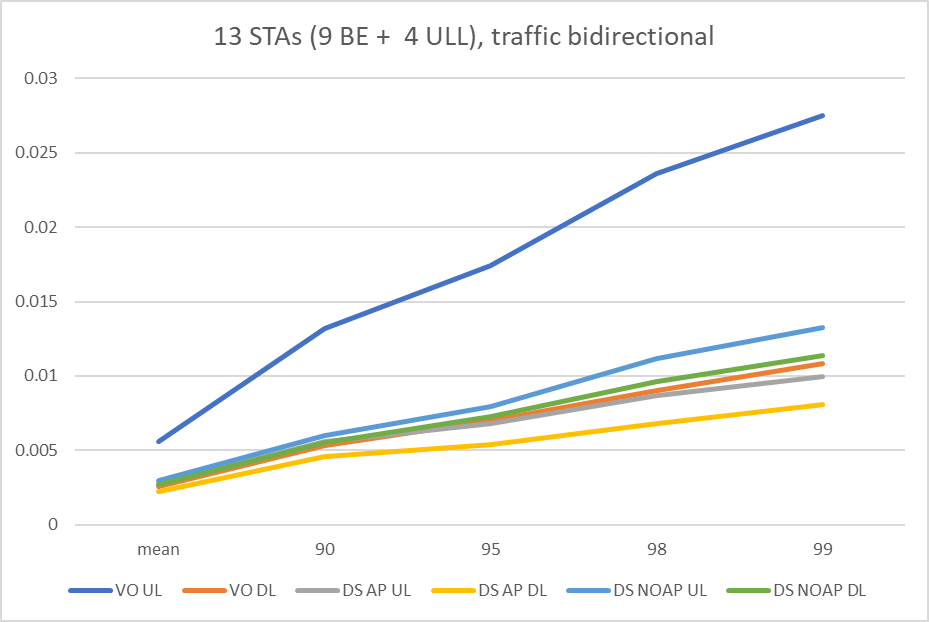 13 STAs (9 BE +  4 ULL), traffic bidirectional
0.03
0.025
0.02
0.015
0.01
0.005
0
mean 90 95 98 99
VO UL VO DL DS AP UL DS AP DL DS NOAP UL DS NOAP DL